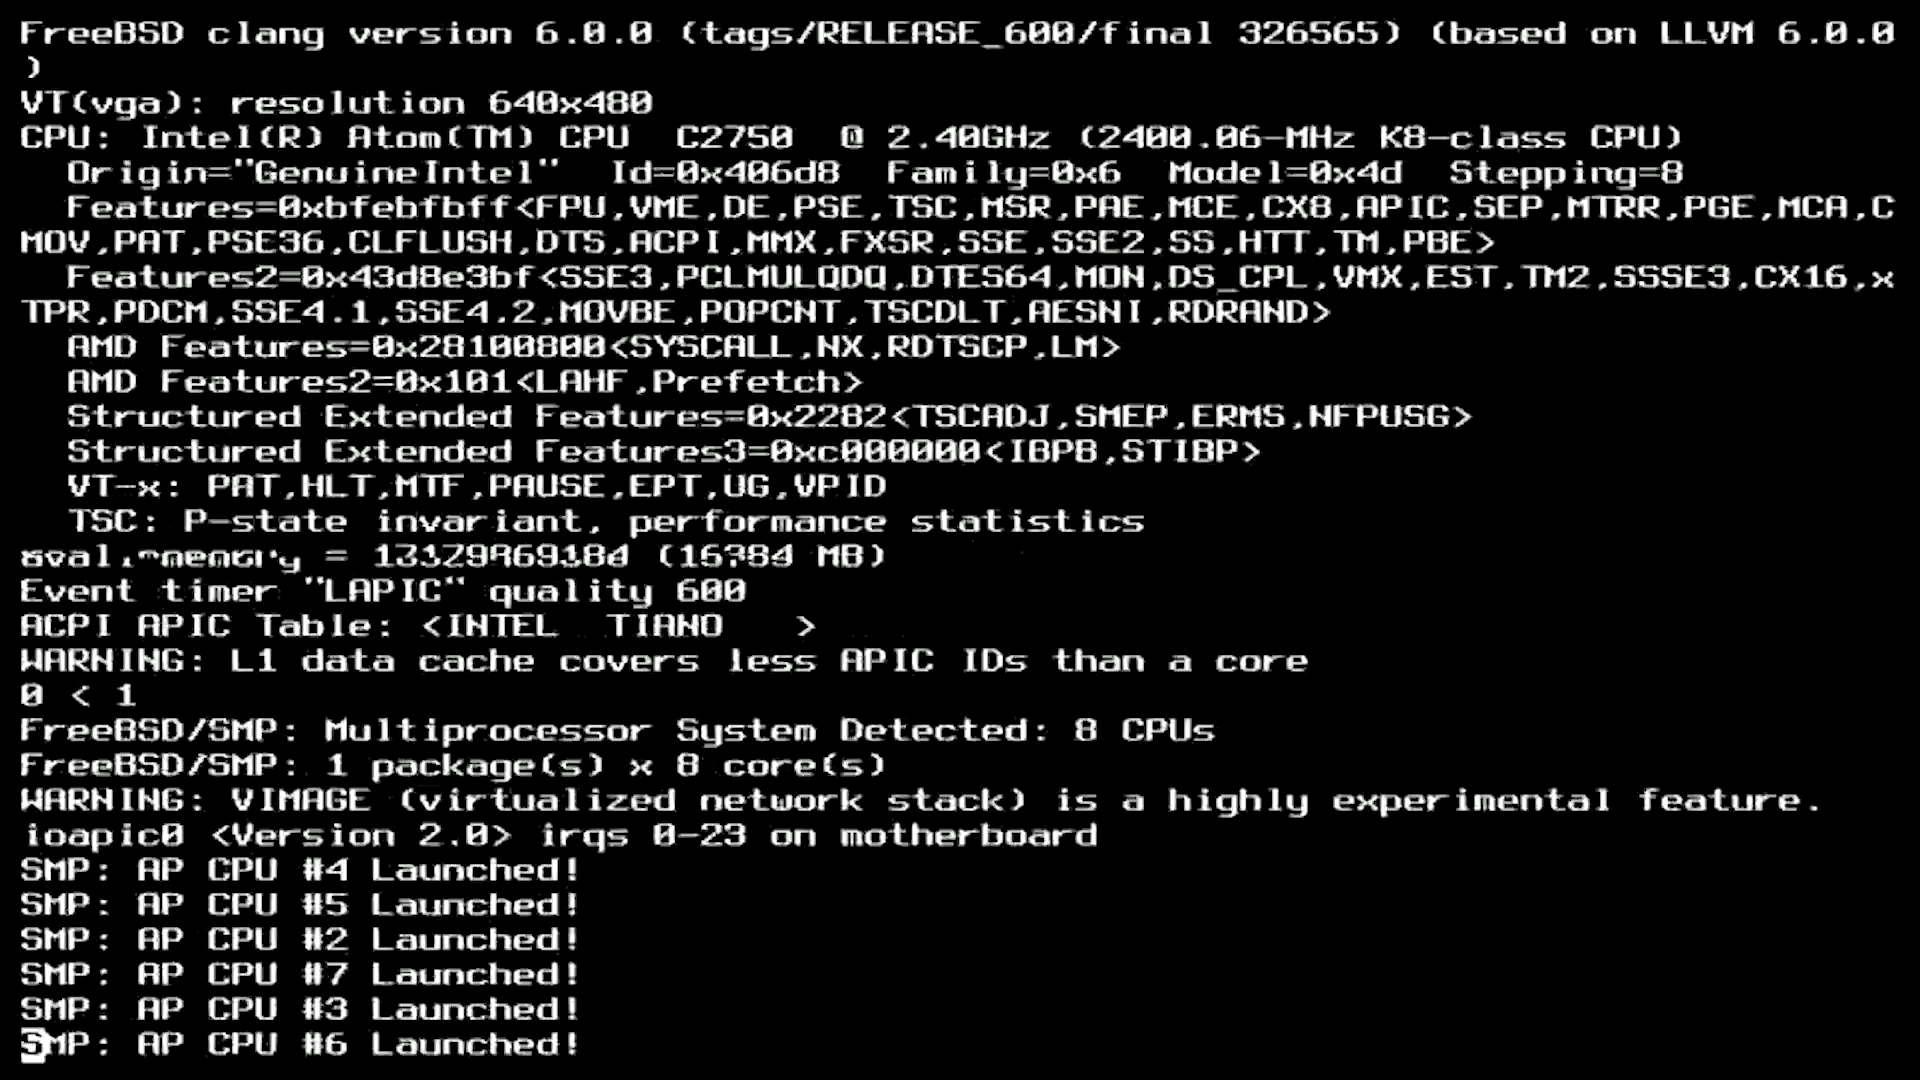 FreeBSD clang version 6.0.0 (tags/RELEASE_600/final 326565) (based on LLVM 6.0.0
)
VT(vga): resolution 640x480
CPU: Intel(R) Atom(TM) CPU  C2750  @ 2.40GHz (2400.06-MHz K8-class CPU)
  Origin="GenuineIntel"  Id=0x406d8  Family=0x6  Model=0x4d  Stepping=8
  Features=0xbfebfbff<FPU,VME,DE,PSE,TSC,MSR,PAE,MCE,CX8,APIC,SEP,MTRR,PGE,MCA,C
MOV,PAT,PSE36,CLFLUSH,DTS,ACPI,MMX,FXSR,SSE,SSE2,SS,HTT,TM,PBE>
  Features2=0x43d8e3bf<SSE3,PCLMULQDQ,DTES64,MON,DS_CPL,VMX,EST,TM2,SSSE3,CX16,x
TPR,PDCM,SSE4.1,SSE4.2,MOVBE,POPCNT,TSCDLT,AESNI,RDRAND>
  AMD Features=0x28100800<SYSCALL,NX,RDTSCP,LM>
  AMD Features2=0x101<LAHF,Prefetch>
  Structured Extended Features=0x2282<TSCADJ,SMEP,ERMS,NFPUSG>
  Structured Extended Features3=0xc000000<IBPB,STIBP>
  VT-x: PAT,HLT,MTF,PAUSE,EPT,UG,VPID
  TSC: P-state invariant, performance statistics
memory = (16384 MB)
Event timer "LAPIC" quality 600
ACPI APIC Table: <INTEL  TIANO   >
WARNING: L1 data cache covers less APIC IDs than a core
0 < 1
FreeBSD/SMP: Multiprocessor System Detected: 8 CPUs
FreeBSD/SMP: 1 package(s) x 8 core(s)
WARNING: VIMAGE (virtualized network stack) is a highly experimental feature.
ioapic0 <Version 2.0> irqs 0-23 on motherboard
SMP: AP CPU #4 Launched!
SMP: AP CPU #5 Launched!
SMP: AP CPU #2 Launched!
SMP: AP CPU #7 Launched!
SMP: AP CPU #3 Launched!
SMP: AP CPU #6 Launched!